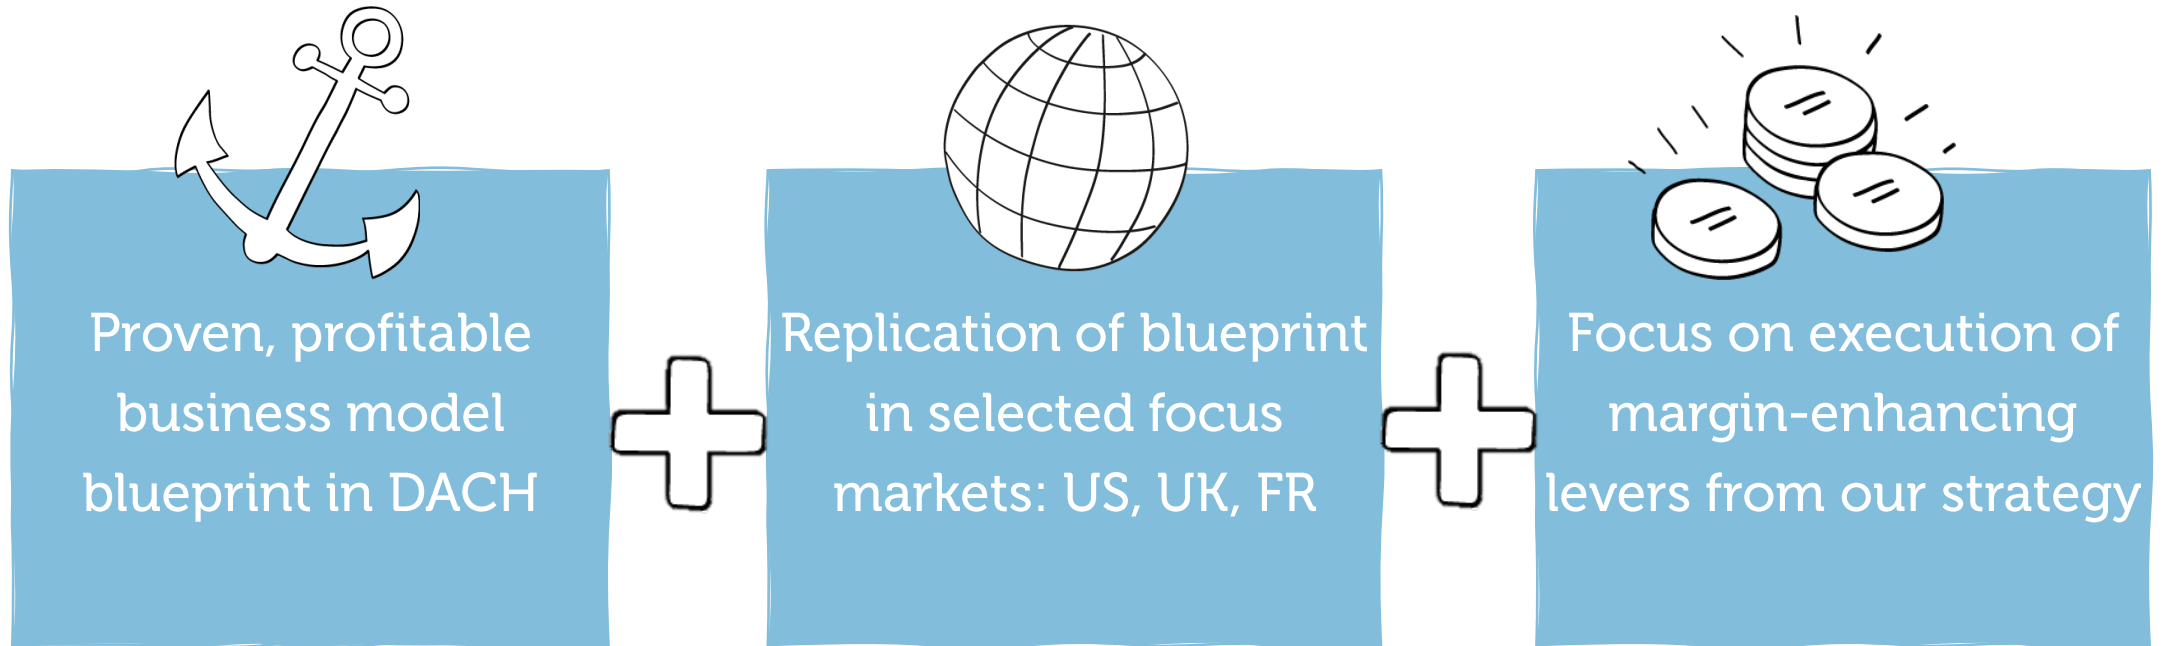 Proven, profitable
business model
blueprint in DACH
Replication of blueprint
in selected focus
markets: US, UK, FR
Focus on execution of
margin-enhancing
levers from our strategy